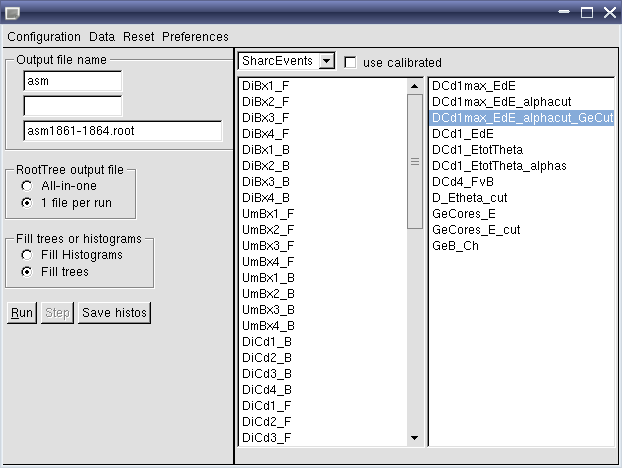 Configuration Data Reset Preferences
Output file name
asm
asm1861-1864.root
RootTree output file
All-in-one
1 file per run
Fill trees or histograms
Fill Histograms
Fill trees
Run Step Save histos
SharcEvents use calibrated
DiBx1_F
DiBx2_F
DiBx3_F
DiBx4_F
DiBx1_B
DiBx2_B
DiBx3_B
DiBx4_B
UmBx1_F
UmBx2_F
UmBx3_F
UmBx4_F
UmBx1_B
UmBx2_B
UmBx3_B
UmBx4_B
DiCd1_B
DiCd2_B
DiCd3_B
DiCd4_B
DiCd1_F
DiCd2_F
DiCd3_F
DCd1max_EdE
DCd1max_EdE_alphacut
DCd1max_EdE_alphacut_GeCut
DCd1_EdE
DCd1_EtotTheta
DCd1_EtotTheta_alphas
DCd4_FvB
D_Etheta_cut
GeCores_E
GeCores_E_cut
GeB_Ch